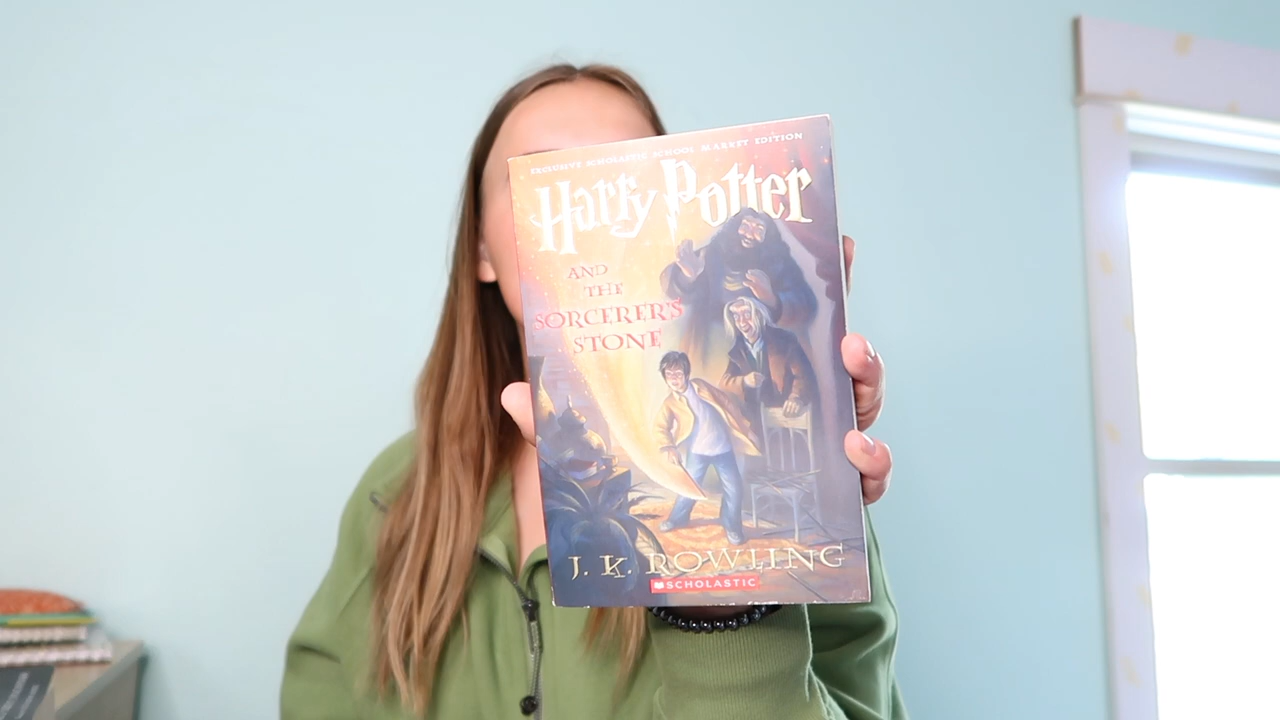 EXCLUSIVE SCHOLASTIC SCHOOL MARKET EDITION
Harry Potter
AND
THE
SORCERER'S
STONE
J. K. ROWLING
SCHOLASTIC